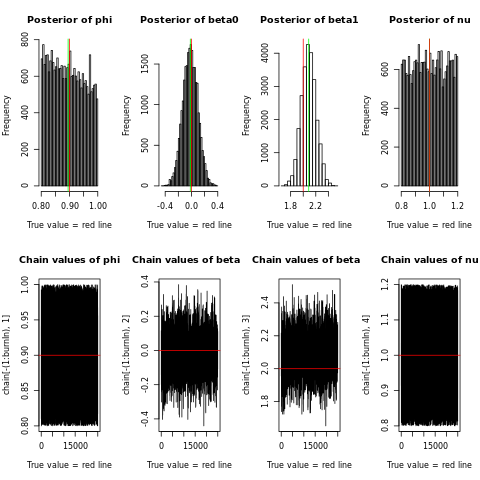 Posterior of phi
Posterior of beta0
Posterior of beta1
Posterior of nu
Frequency
0 200 400 600 800
0.80 0.90 1.00
True value = red line
Frequency
0 500 1000 1500
-0.4 0.0 0.4
Frequency
0 1000 2000 3000 4000
1.8 2.2
True value = red line
Frequency
0 200 400 600
0.8 1.0 1.2
True value = red line
Chain values of phi
Chain values of beta
Chain values of beta
Chain values of nu
chain[-(1:burnIn), 1]
0.80 0.85 0.90 0.95 1.00
0 15000
True value = red line
chain[-(1:burnIn), 2]
-0.4 -0.2 0.0 0.2 0.4
0 15000
True value = red line
chain[-(1:burnIn), 3]
1.8 2.0 2.2 2.4
0 15000
True value = red line
chain[-(1:burnIn), 4]
0.8 0.9 1.0 1.1 1.2
0 15000
True value = red line